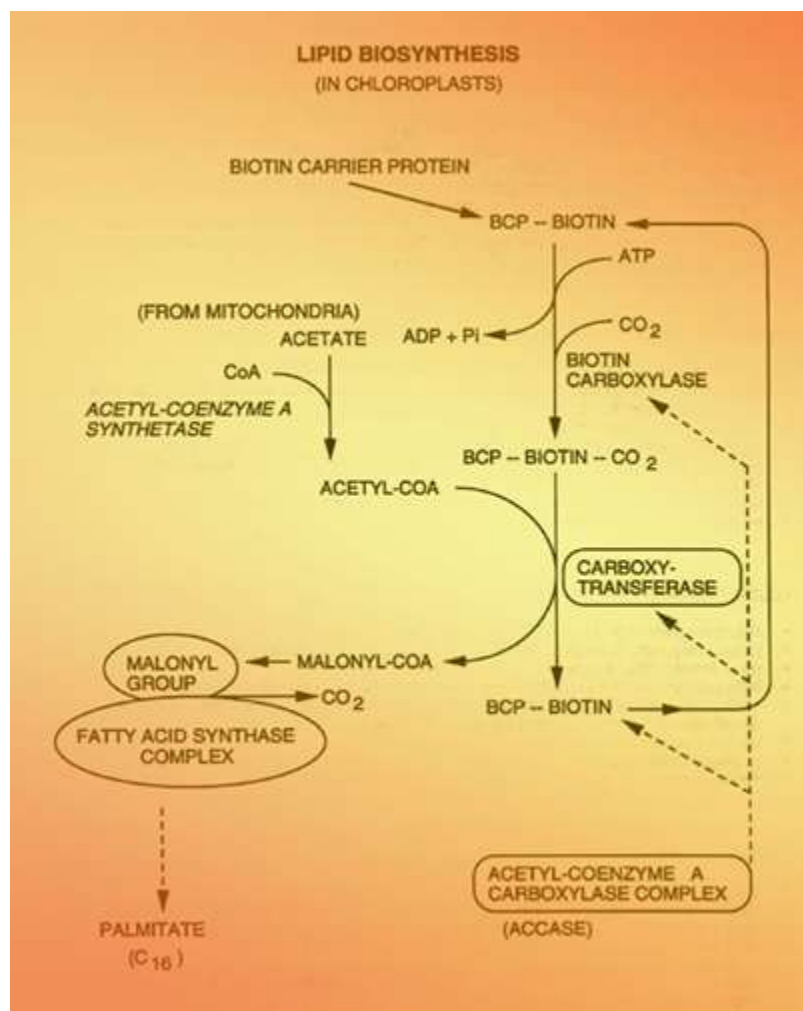 LIPID BIOSYNTHESIS
(IN CHLOROPLASTS)
BIOTIN CARRIER PROTEIN
BCP – BIOTIN
ATP
(FROM MITOCHONDRIA)
ACETATE
ADP + Pi
CO2
CoA
BIOTIN
CARBOXYLASE
ACETYL-COENZYME A
SYNTHETASE
BCP – BIOTIN – CO2
ACETYL-COA
CARBOXY-
TRANSFERASE
MALONYL
GROUP
MALONYL-COA
CO2
BCP – BIOTIN
FATTY ACID SYNTHASE
COMPLEX
ACETYL-COENZYME A
CARBOXYLASE COMPLEX
(ACCASE)
PALMITATE
(C16)